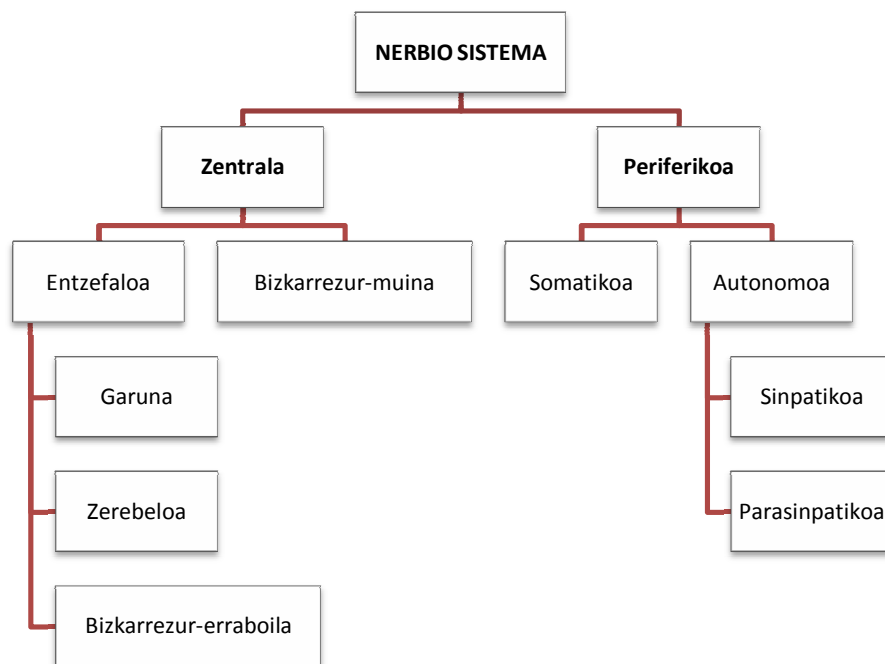 NERBIO SISTEMA
Zentrala
Periferikoa
Entzefaloa
Bizkarrezur-muina
Somatikoa
Autonomoa
Garuna
Sinpatikoa
Zerebeloa
Parasinpatikoa
Bizkarrezur-erraboila